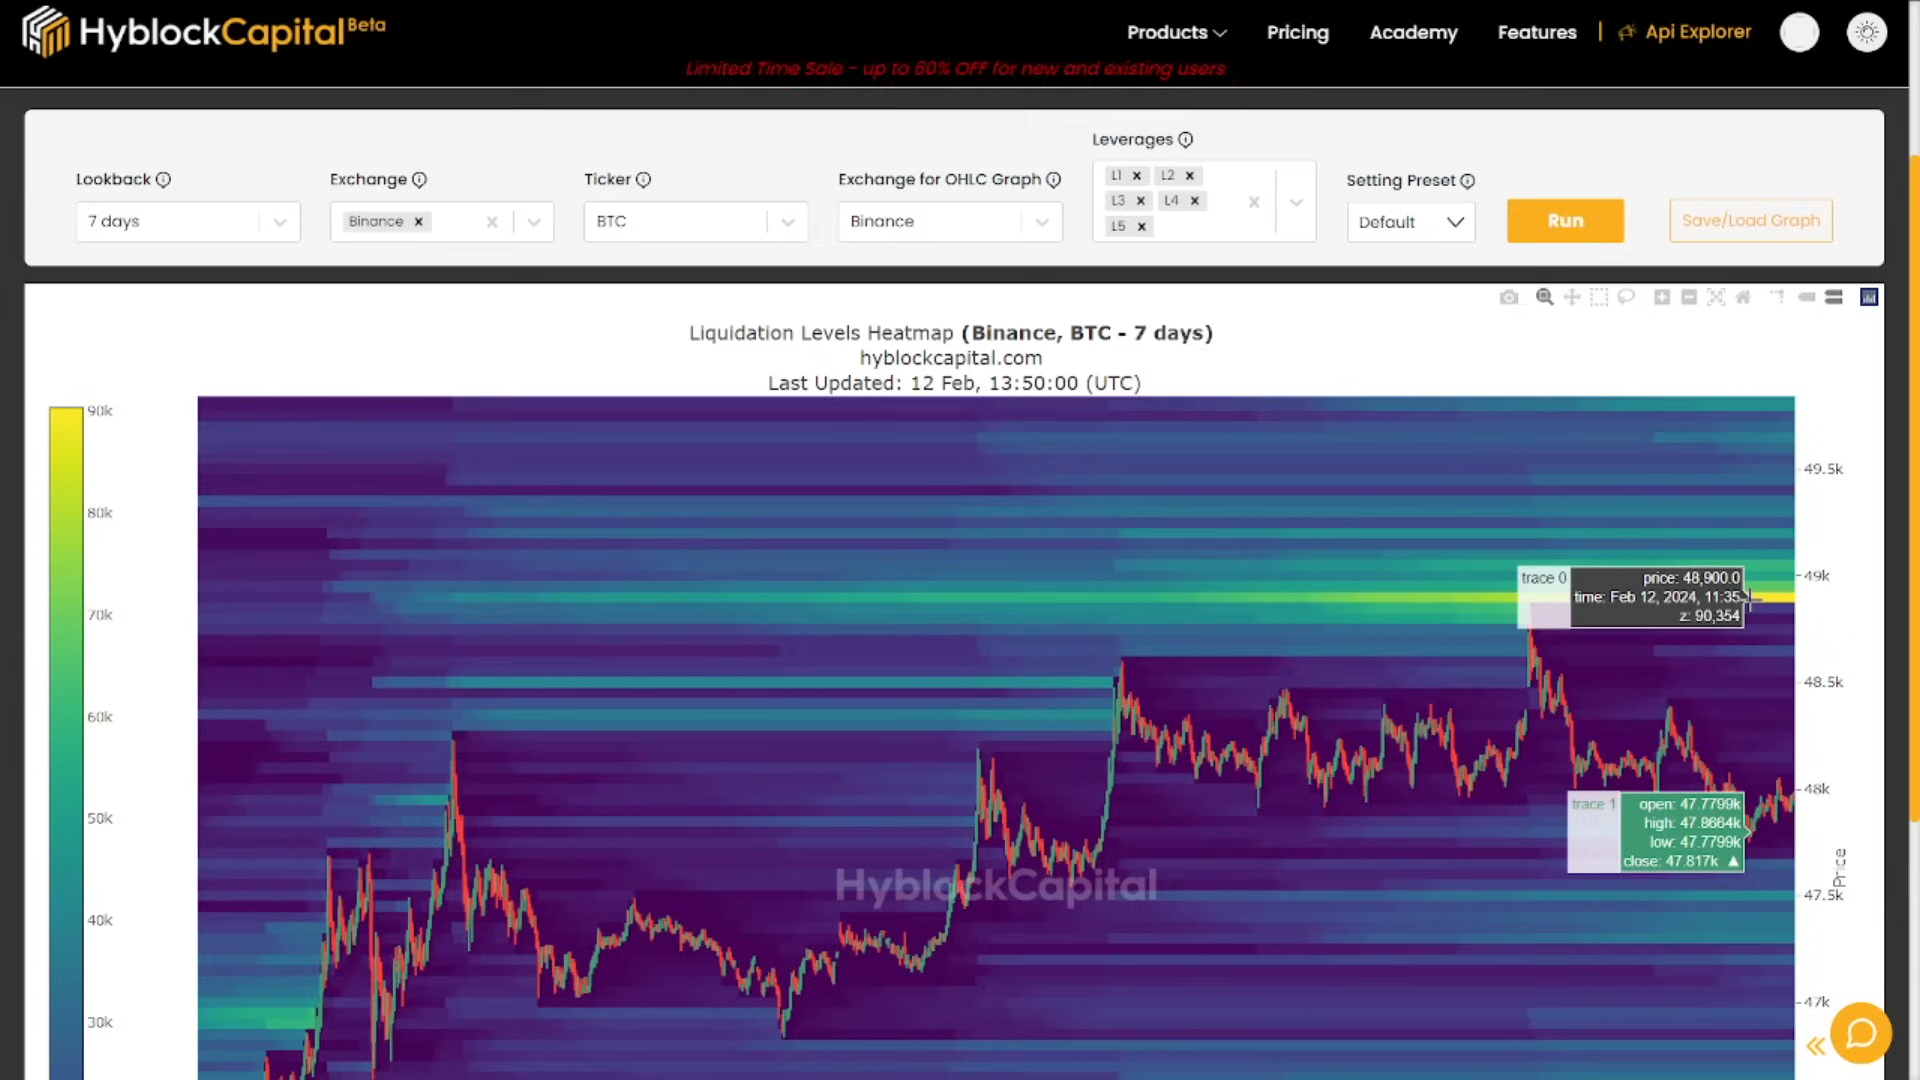 HyblockCapital Beta
Products
Pricing
Academy
Features
Api Explorer
Limited Time Sale - up to 60% OFF for new and existing users
Lookback
7 days
Exchange
Binance
Ticker
BTC
Exchange for OHLC Graph
Binance
Leverages
L1 L2
L3 L4
L5
Setting Preset
Default
Run
Save/Load Graph
Liquidation Levels Heatmap (Binance, BTC - 7 days)
hyblockcapital.com
Last Updated: 12 Feb, 13:50:00 (UTC)
90k
80k
70k
60k
50k
40k
30k
49.5k
49k
48.5k
48k
47.5k
47k
Price
trace 0
price: 48,900.0
time: Feb 12, 2024, 11:35
z: 90,354
trace 1
open: 47.7799k
high: 47.8664k
low: 47.7799k
close: 47.817k ▲
HyblockCapital